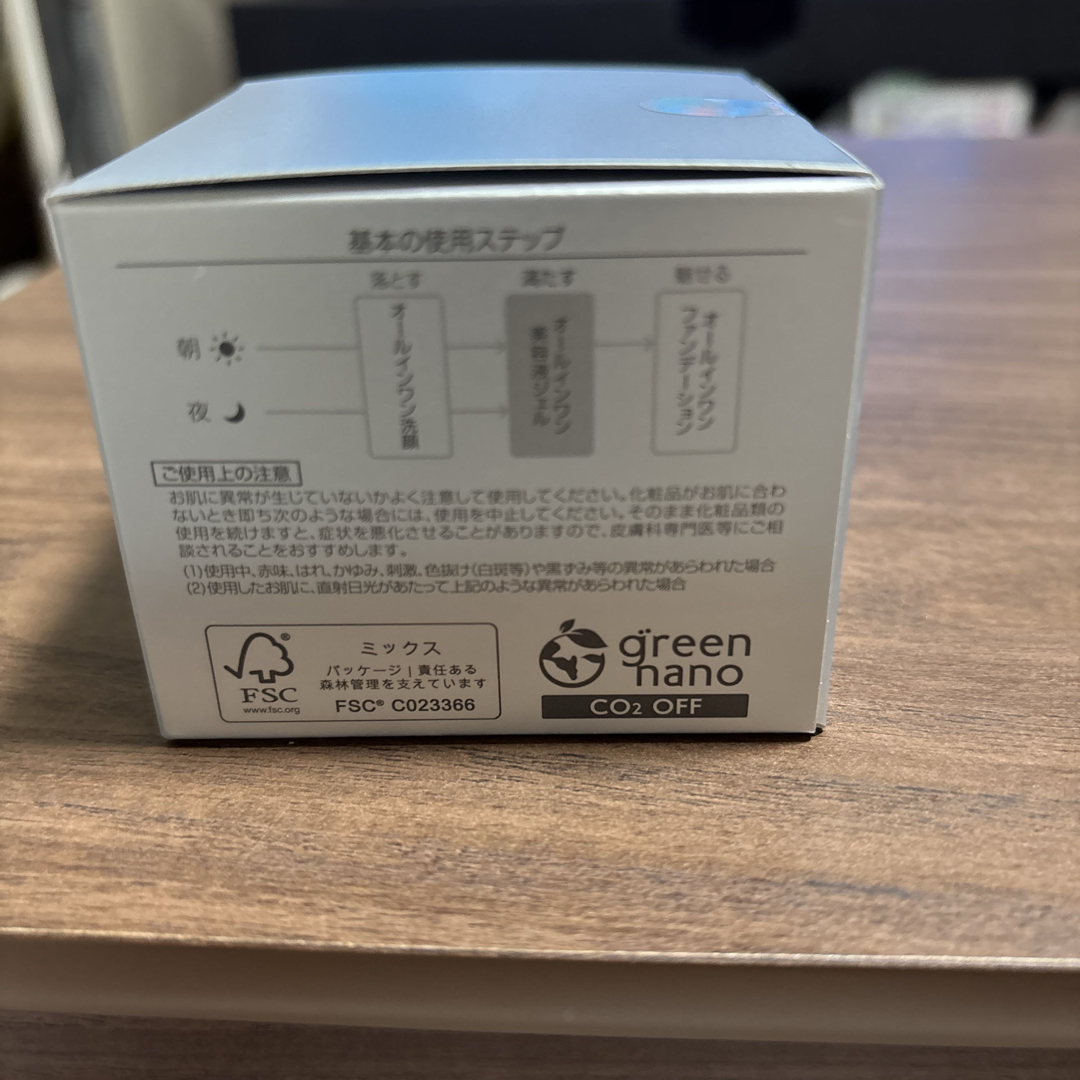 基本の使用ステップ
落とす
満たす
魅せる
朝
夜
オールインワン洗顔
オールインワン
美容液ジェル
オールインワン
ファンデーション
ご使用上の注意
お肌に異常が生じていないかよく注意して使用してください。化粧品がお肌に合わ
ないとき即ち次のような場合には、使用を中止してください。そのまま化粧品類の
使用を続けますと、症状を悪化させることがありますので、皮膚科専門医等にご相
談されることをおすすめします。
(1)使用中、赤味、はれ、かゆみ、刺激、色抜け(白斑等)や黒ずみ等の異常があらわれた場合
(2)使用したお肌に、直射日光があたって上記のような異常があらわれた場合
®
FSC
www.fsc.org
ミックス
パッケージ | 責任ある
森林管理を支えています
FSC® C023366
green
nano
CO2 OFF